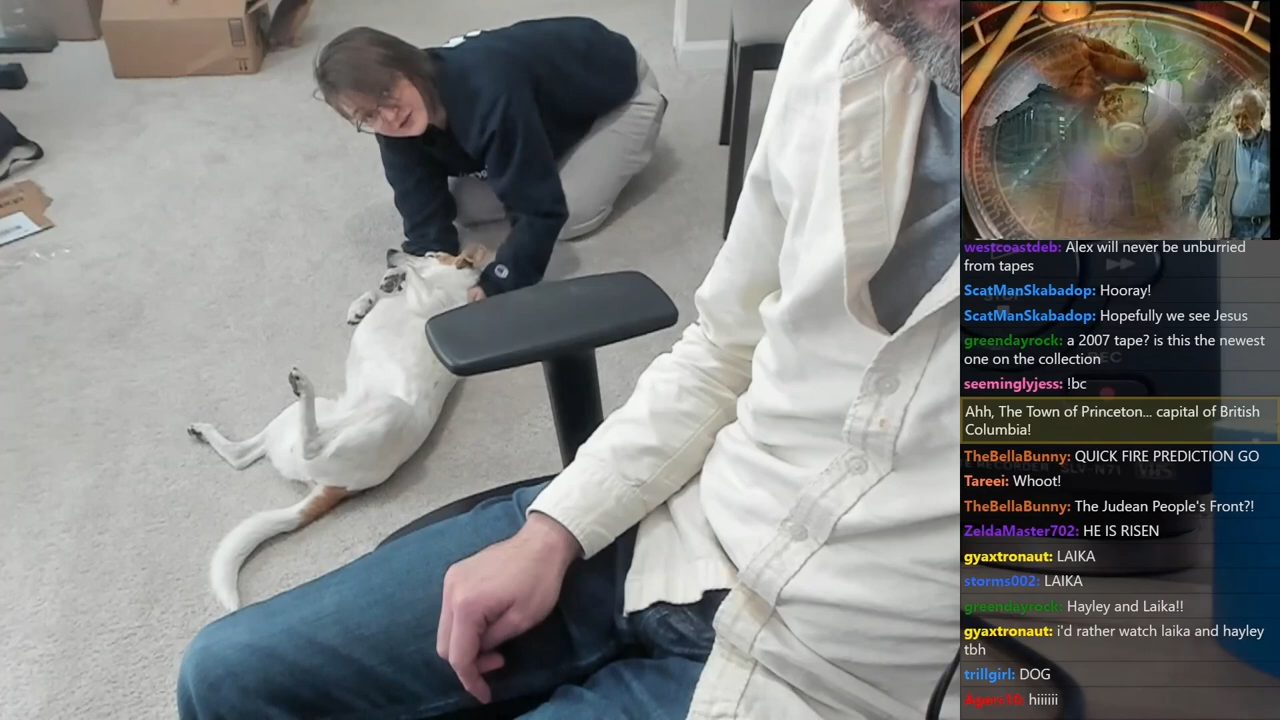 westcoastdeb: Alex will never be unburried
from tapes
ScatManSkabadop: Hooray!
ScatManSkabadop: Hopefully we see Jesus
greendayrock: a 2007 tape? is this the newest
one on the collection
seeminglyjess: !bc
Ahh, The Town of Princeton... capital of British
Columbia!
TheBellaBunny: QUICK FIRE PREDICTION GO
Tareei: Whoot!
TheBellaBunny: The Judean People's Front?!
ZeldaMaster702: HE IS RISEN
gyaxtronaut: LAIKA
storms002: LAIKA
greendayrock: Hayley and Laika!!
gyaxtronaut: i'd rather watch laika and hayley
tbh
trillgirl: DOG
Agers10: hiiiiii